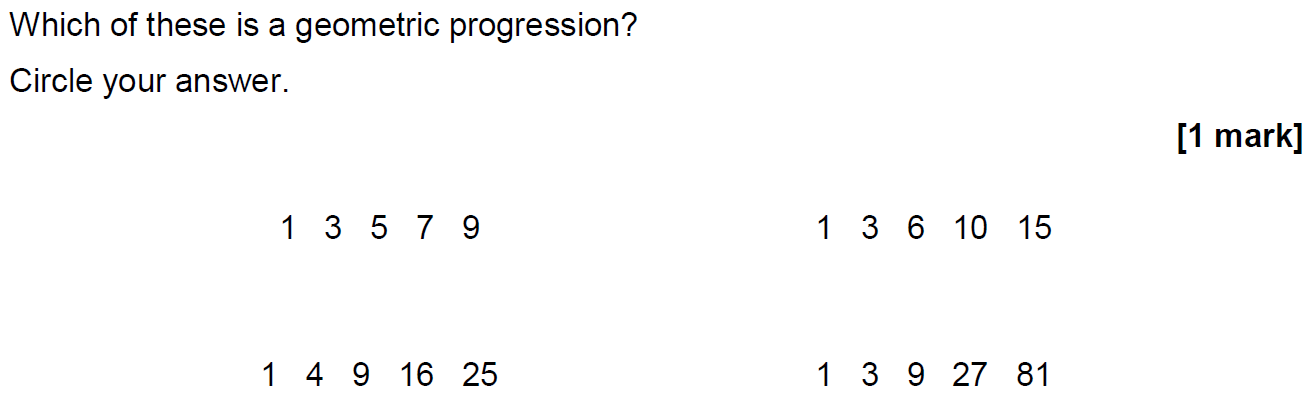 Which of these is a geometric progression?
Circle your answer.
[1 mark]
1 3 5 7 9
1 3 6 10 15
1 4 9 16 25
1 3 9 27 81